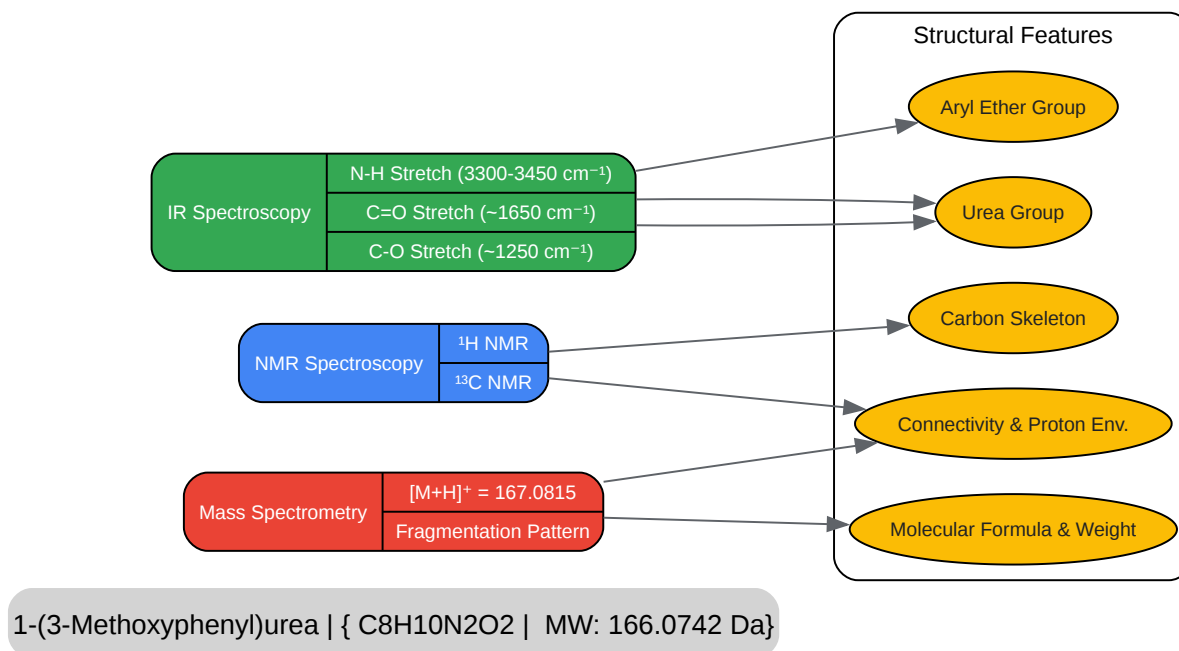 Structural Features
Aryl Ether Group
Urea Group
Carbon Skeleton
Connectivity & Proton Env.
Molecular Formula & Weight
IR Spectroscopy
N-H Stretch (3300-3450 cm⁻¹)
C=O Stretch (~1650 cm⁻¹)
C-O Stretch (~1250 cm⁻¹)
NMR Spectroscopy
¹H NMR
¹³C NMR
Mass Spectrometry
[M+H]⁺ = 167.0815
Fragmentation Pattern
1-(3-Methoxyphenyl)urea | { C8H10N2O2 |  MW: 166.0742 Da}